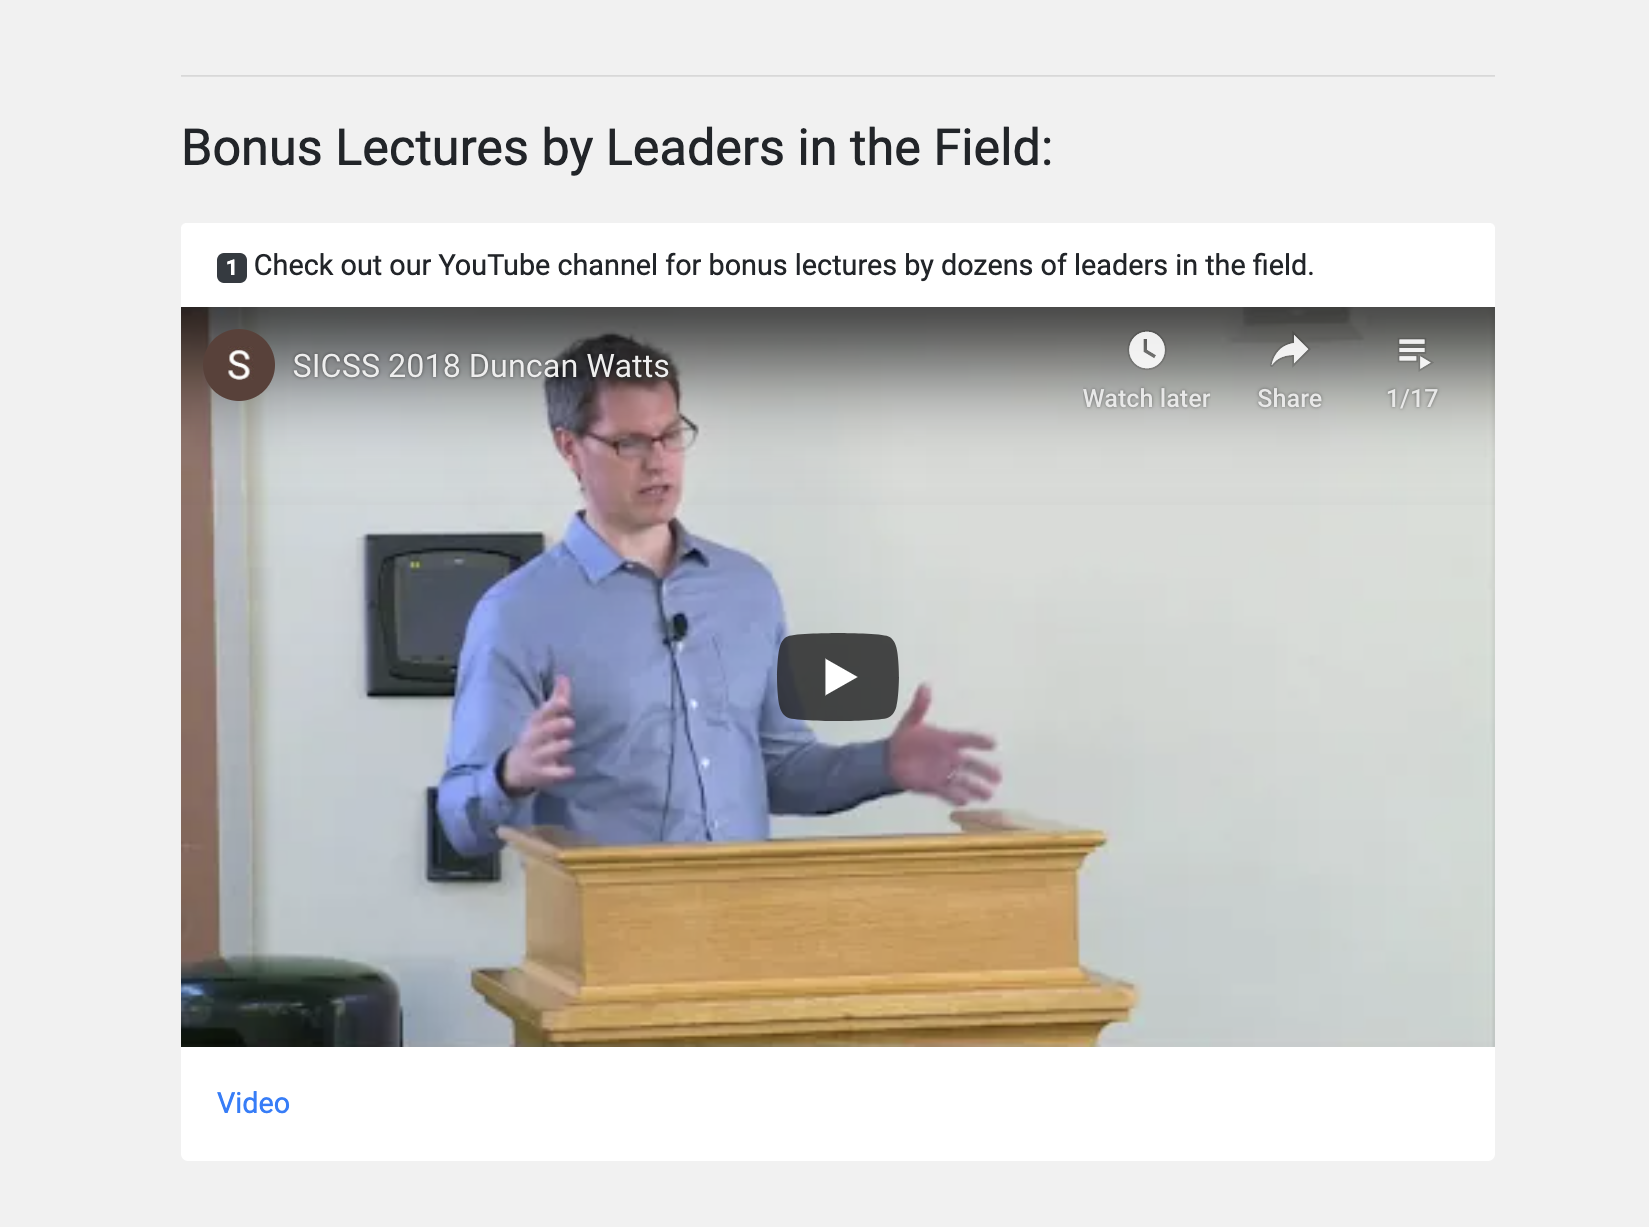 Bonus Lectures by Leaders in the Field:
1 Check out our YouTube channel for bonus lectures by dozens of leaders in the field.
S SICSS 2018 Duncan Watts
Watch later Share 1/17
Video